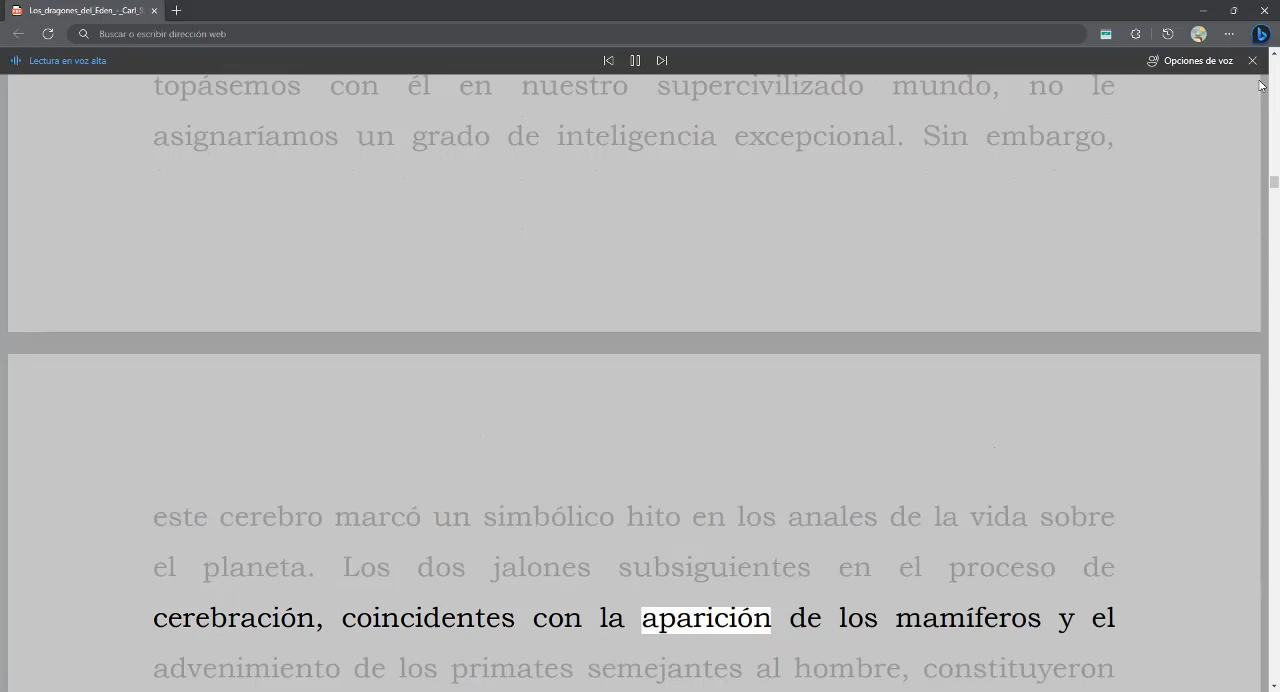 Los_dragones_del_Eden_-_Carl_S
Buscar o escribir dirección web
Lectura en voz alta
Opciones de voz
topásemos con él en nuestro supercivilizado mundo, no le
asignaríamos un grado de inteligencia excepcional. Sin embargo,
este cerebro marcó un simbólico hito en los anales de la vida sobre
el planeta. Los dos jalones subsiguientes en el proceso de
cerebración, coincidentes con la aparición de los mamíferos y el
advenimiento de los primates semejantes al hombre, constituyeron